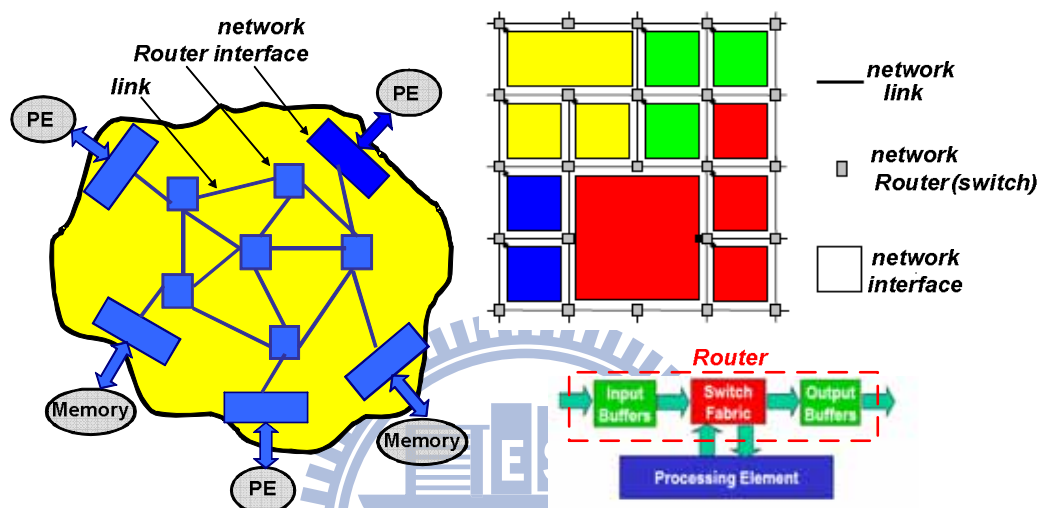 network
Router interface
link
PE
PE
Memory
PE
Memory
network
link
network
Router (switch)
network
interface
Router
Input
Buffers
Switch
Fabric
Output
Buffers
Processing Element
ES